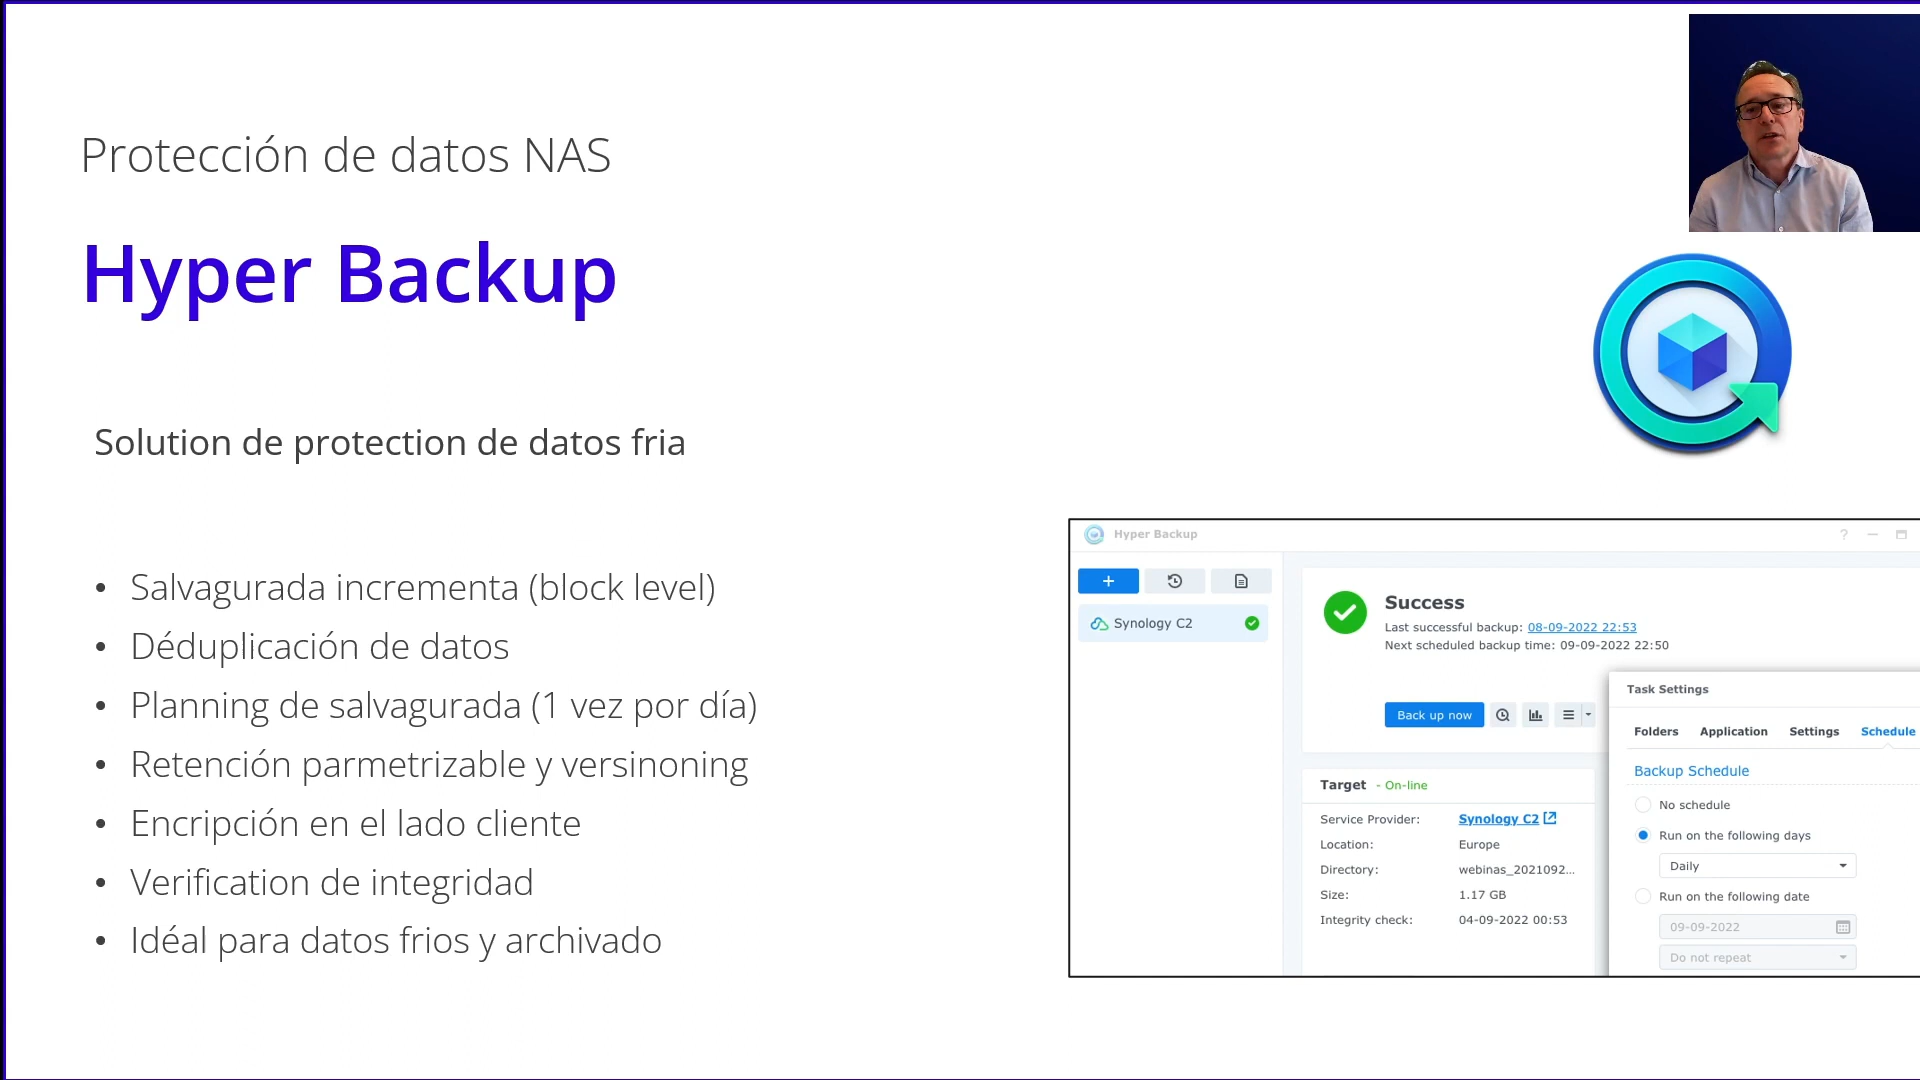 Protección de datos NAS
Hyper Backup
Solution de protection de datos fria
• Salvagurada incrementa (block level)
• Déduplicación de datos
• Planning de salvagurada (1 vez por día)
• Retención parmetrizable y versinoning
• Encripción en el lado cliente
• Verification de integridad
• Idéal para datos frios y archivado
Hyper Backup
Synology C2
Success
Last successful backup: 08-09-2022 22:53
Next scheduled backup time: 09-09-2022 22:50
Back up now
Target - On-line
Service Provider: Synology C2
Location: Europe
Directory: webinas_2021092...
Size: 1.17 GB
Integrity check: 04-09-2022 00:53
Task Settings
Folders Application Settings Schedule
Backup Schedule
No schedule
Run on the following days
Daily
Run on the following date
09-09-2022
Do not repeat